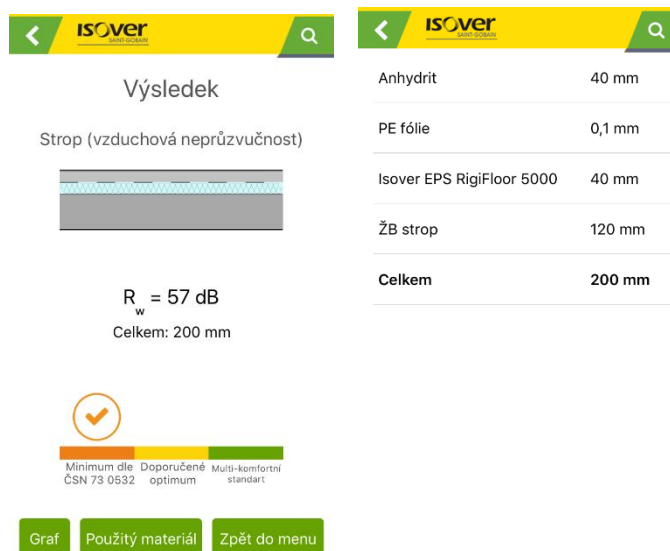 ISOVER
SAINT-GOBAIN
Výsledek
Strop (vzduchová neprůzvučnost)
Rw = 57 dB
Celkem: 200 mm
Minimum dle ČSN 73 0532
Doporučené optimum
Multi-komfortní standart
Graf
Použitý materiál
Zpět do menu
ISOVER
SAINT-GOBAIN
Anhydrit 40 mm
PE fólie 0,1 mm
Isover EPS RigiFloor 5000 40 mm
ŽB strop 120 mm
Celkem 200 mm